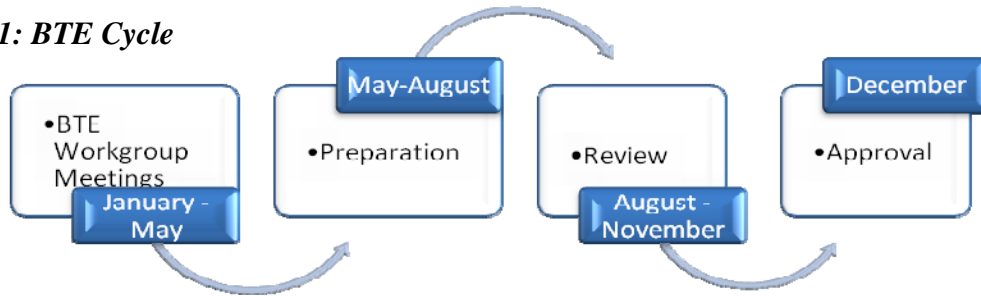 1: BTE Cycle
•BTE
Workgroup
Meetings
January -
May
May-August
•Preparation
•Review
August -
November
December
•Approval